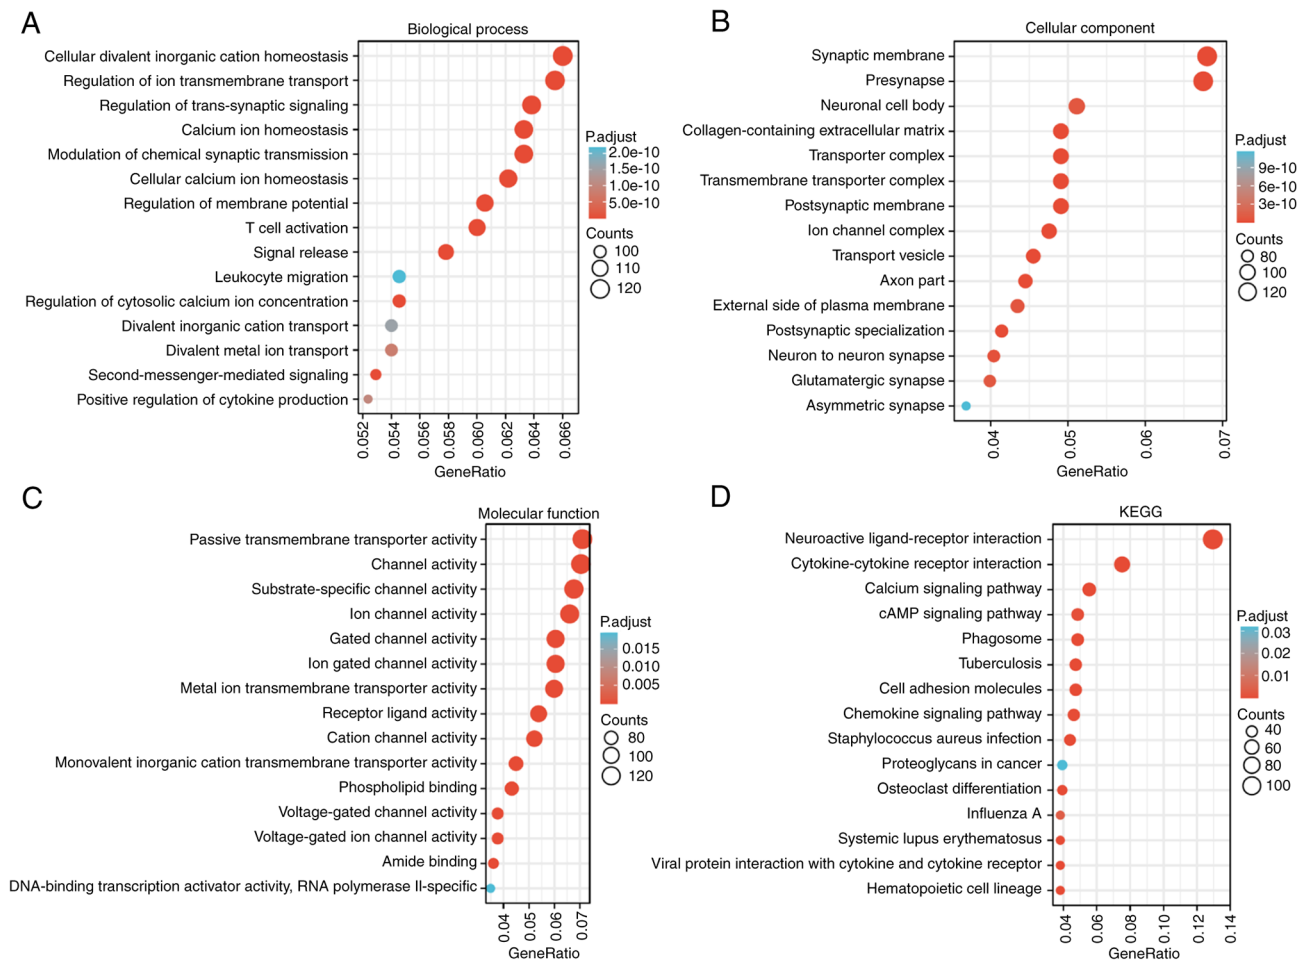 A
Biological process
Cellular divalent inorganic cation homeostasis
Regulation of ion transmembrane transport
Regulation of trans-synaptic signaling
Calcium ion homeostasis
Modulation of chemical synaptic transmission
Cellular calcium ion homeostasis
Regulation of membrane potential
T cell activation
Signal release
Leukocyte migration
Regulation of cytosolic calcium ion concentration
Divalent inorganic cation transport
Divalent metal ion transport
Second-messenger-mediated signaling
Positive regulation of cytokine production
0.052 0.054 0.056 0.058 0.060 0.062 0.064 0.066
GeneRatio
P.adjust
2.0e-10
1.5e-10
1.0e-10
5.0e-10
Counts
100
110
120
B
Cellular component
Synaptic membrane
Presynapse
Neuronal cell body
Collagen-containing extracellular matrix
Transporter complex
Transmembrane transporter complex
Postsynaptic membrane
Ion channel complex
Transport vesicle
Axon part
External side of plasma membrane
Postsynaptic specialization
Neuron to neuron synapse
Glutamatergic synapse
Asymmetric synapse
0.04 0.05 0.06 0.07
GeneRatio
P.adjust
9e-10
6e-10
3e-10
Counts
80
100
120
C
Molecular function
Passive transmembrane transporter activity
Channel activity
Substrate-specific channel activity
Ion channel activity
Gated channel activity
Ion gated channel activity
Metal ion transmembrane transporter activity
Receptor ligand activity
Cation channel activity
Monovalent inorganic cation transmembrane transporter activity
Phospholipid binding
Voltage-gated channel activity
Voltage-gated ion channel activity
Amide binding
DNA-binding transcription activator activity, RNA polymerase II-specific
0.04 0.05 0.06 0.07
GeneRatio
P.adjust
0.015
0.010
0.005
Counts
80
100
120
D
KEGG
Neuroactive ligand-receptor interaction
Cytokine-cytokine receptor interaction
Calcium signaling pathway
cAMP signaling pathway
Phagosome
Tuberculosis
Cell adhesion molecules
Chemokine signaling pathway
Staphylococcus aureus infection
Proteoglycans in cancer
Osteoclast differentiation
Influenza A
Systemic lupus erythematosus
Viral protein interaction with cytokine and cytokine receptor
Hematopoietic cell lineage
0.04 0.06 0.08 0.10 0.12 0.14
GeneRatio
P.adjust
0.03
0.02
0.01
Counts
40
60
80
100